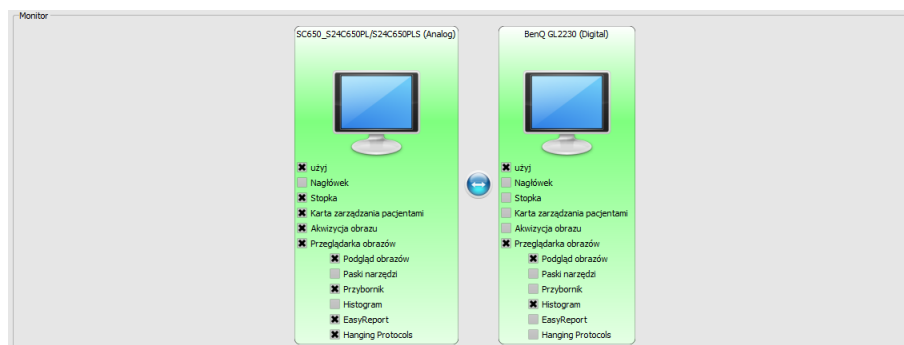 Monitor
SC650_S24C650PL/S24C650PLS (Analog)
użyj
Nagłówek
Stopka
Karta zarządzania pacjentami
Akwizycja obrazu
Przeglądarka obrazów
Podgląd obrazów
Paski narzędzi
Przybornik
Histogram
EasyReport
Hanging Protocols
BenQ GL2230 (Digital)
użyj
Nagłówek
Stopka
Karta zarządzania pacjentami
Akwizycja obrazu
Przeglądarka obrazów
Podgląd obrazów
Paski narzędzi
Przybornik
Histogram
EasyReport
Hanging Protocols